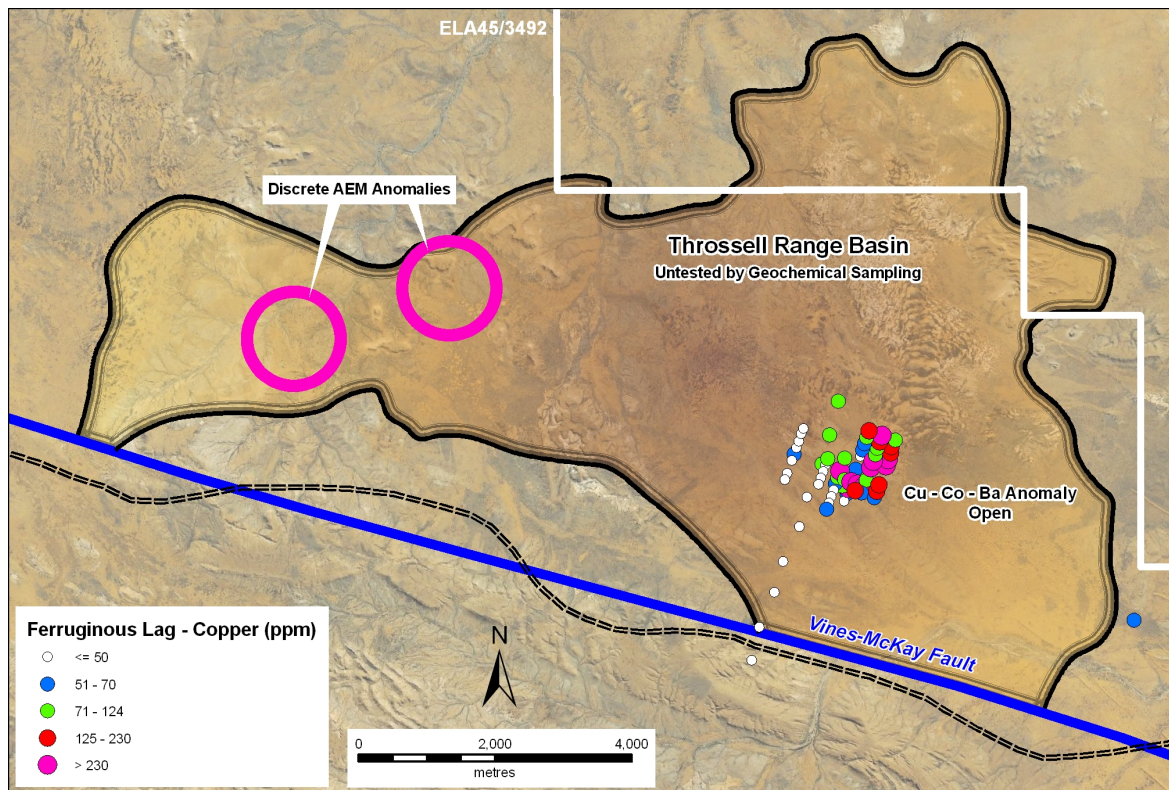 ELA45/3492
Discrete AEM Anomalies
Throssell Range Basin
Untested by Geochemical Sampling
Cu - Co - Ba Anomaly
Open
Vines-McKay Fault
Ferruginous Lag - Copper (ppm)
<= 50
51 - 70
71 - 124
125 - 230
> 230
N
0 2,000 4,000
metres